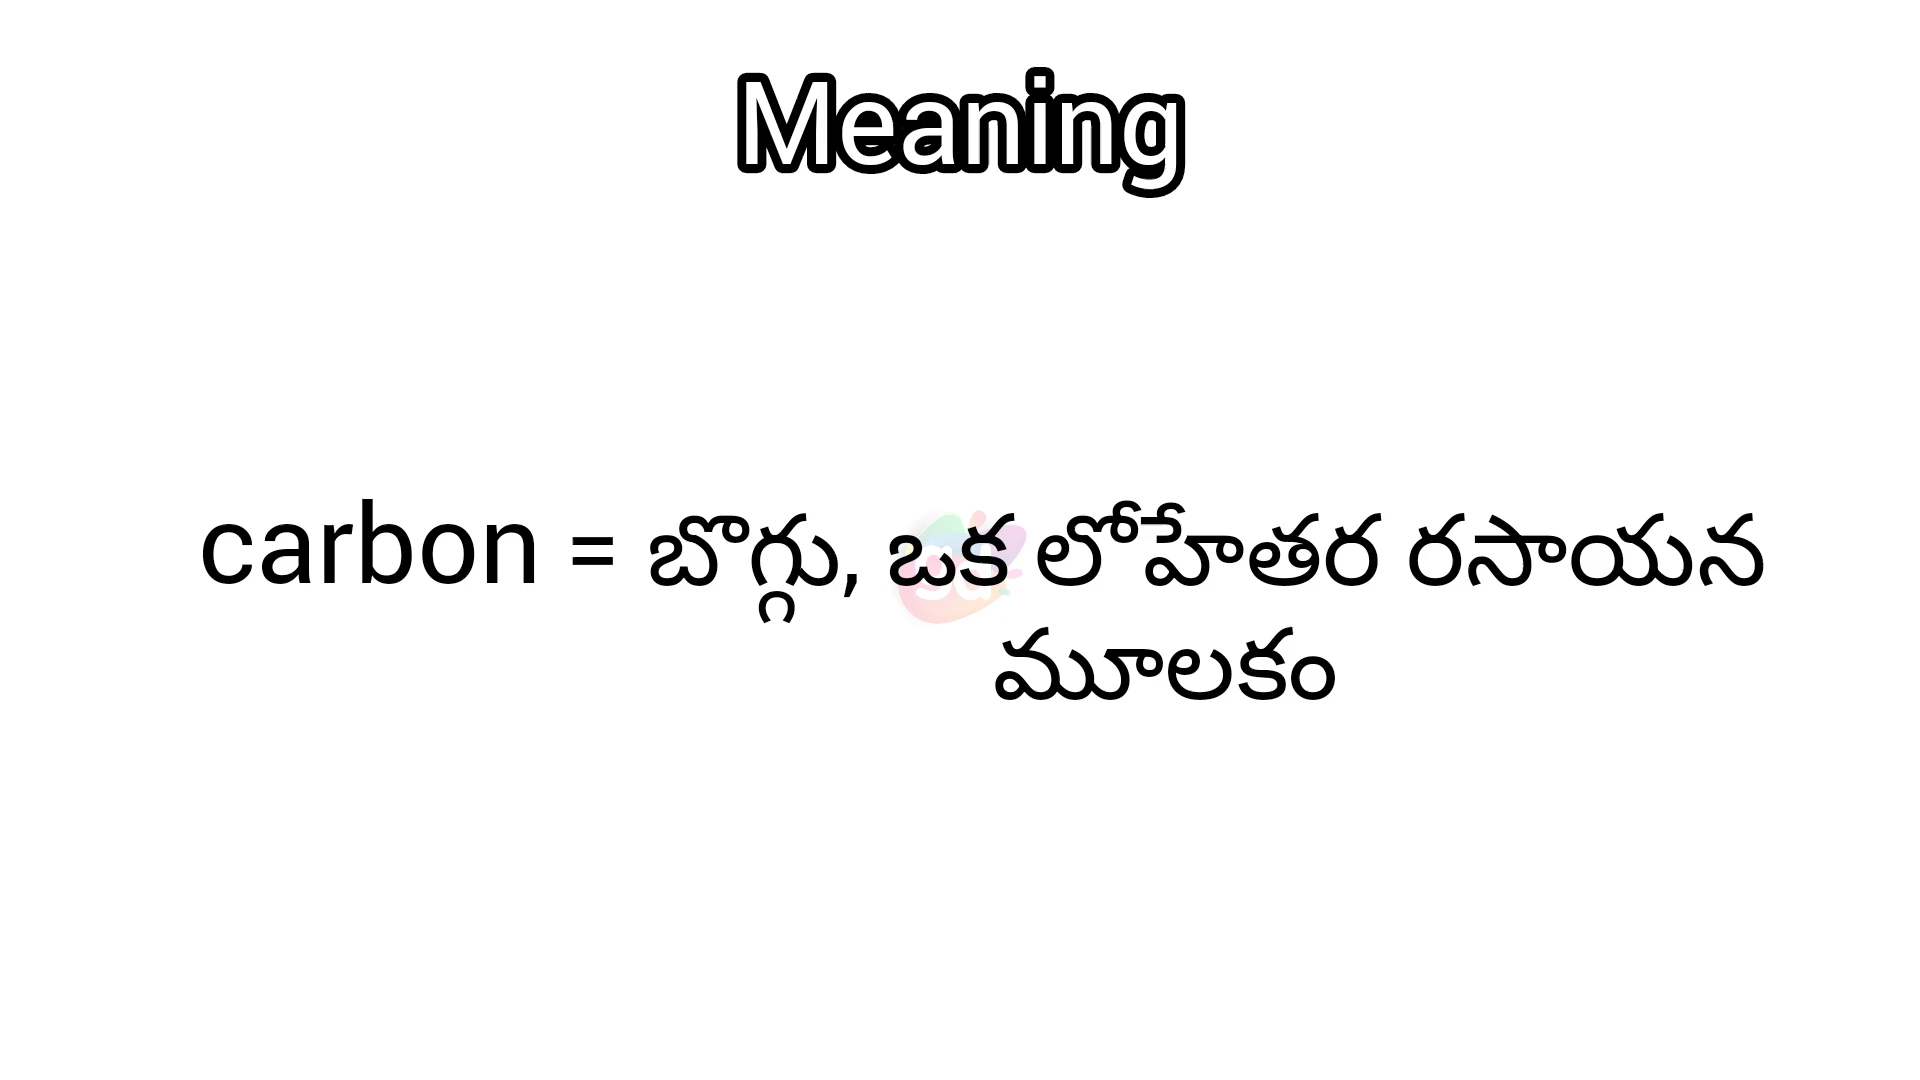 Meaning
carbon = బొగ్గు, ఒక లోహేతర రసాయన
మూలకం